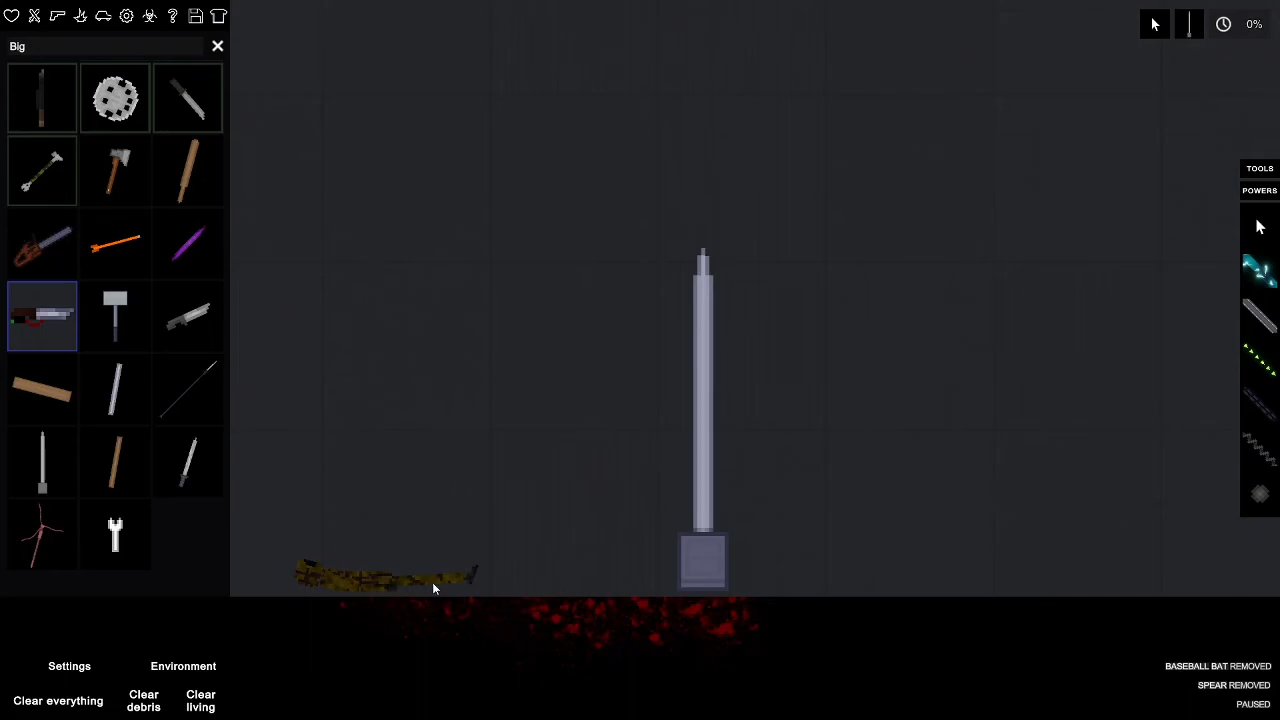 0%
Big
TOOLS
POWERS
Settings
Environment
Clear everything
Clear
debris
Clear
living
BASEBALL BAT REMOVED
SPEAR REMOVED
PAUSED